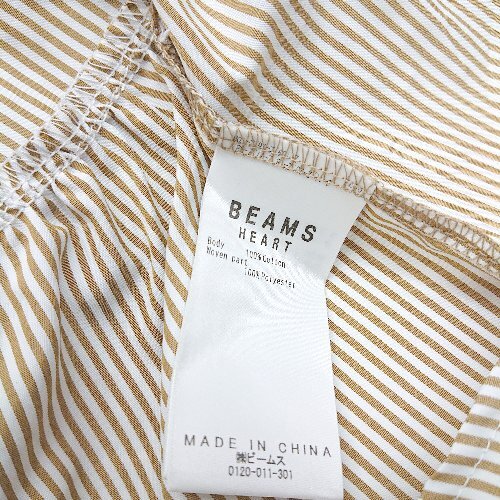 BEAMS
HEART
Body 100% Cotton
Woven part 100% Polyester
MADE IN CHINA
㈱ビームス
0120-011-301